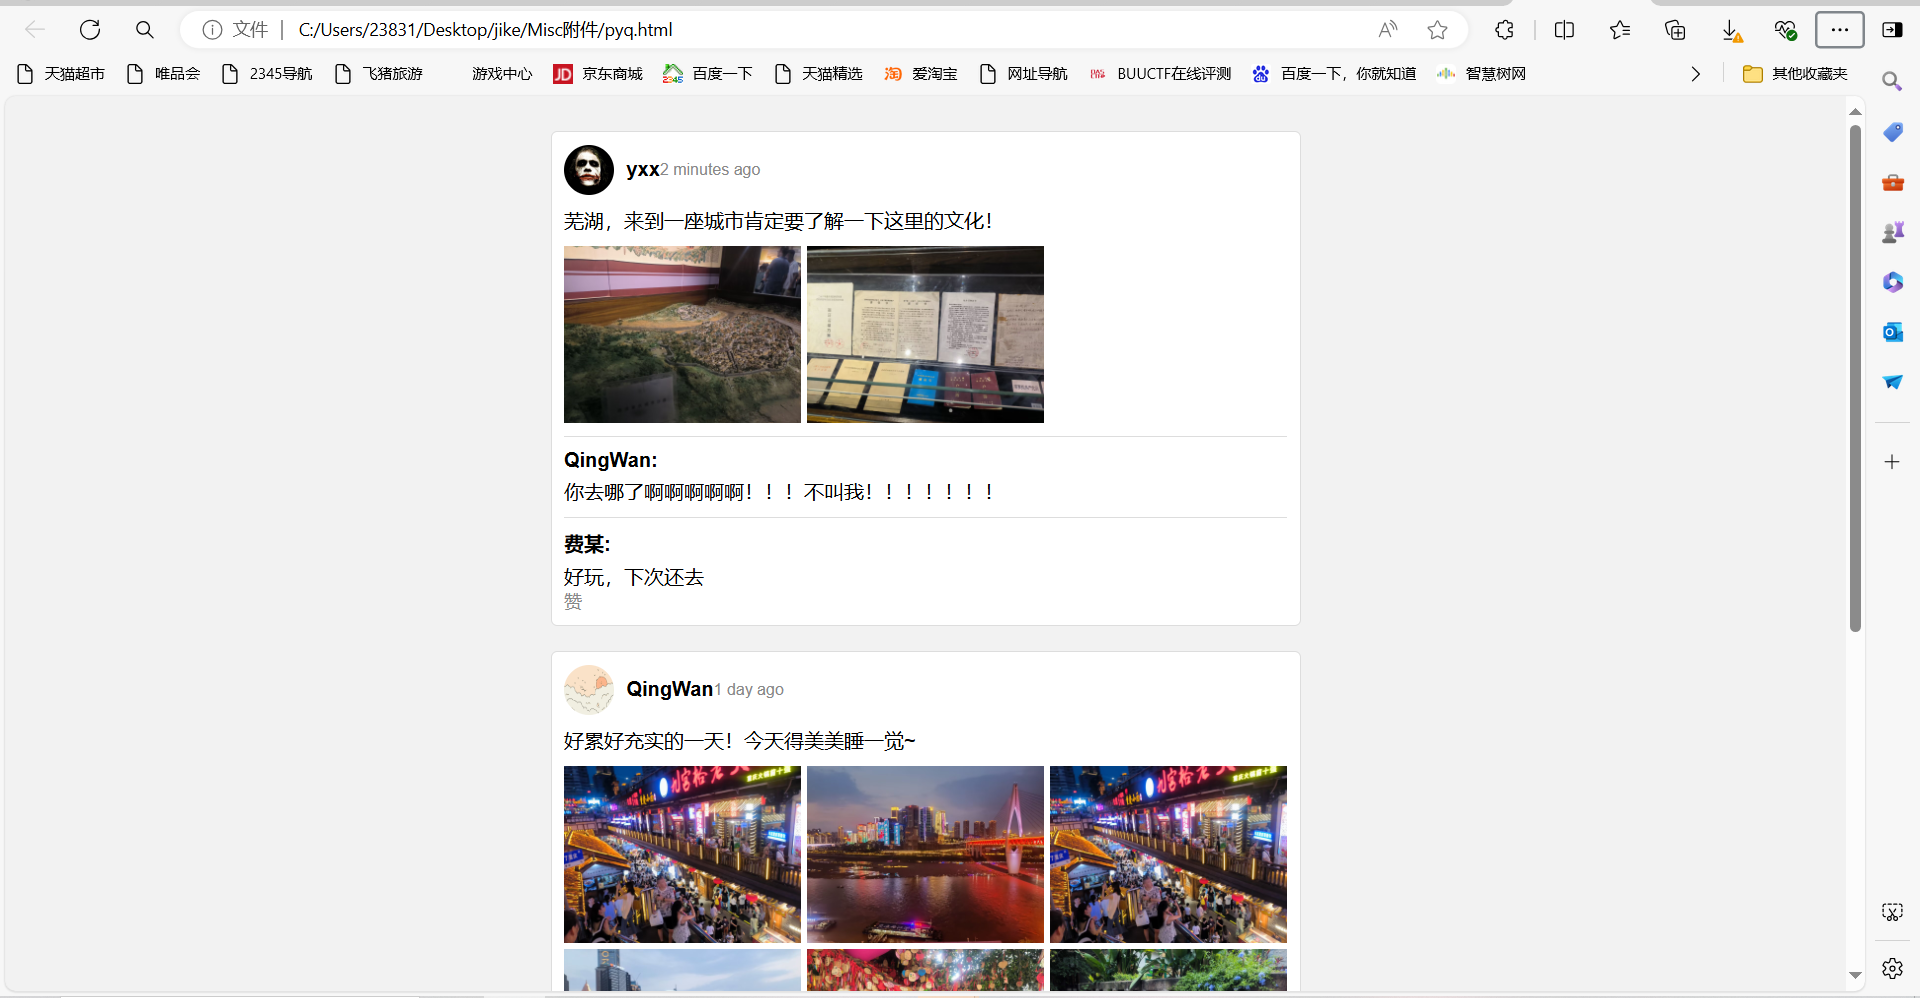 文件
C:/Users/23831/Desktop/jike/Misc附件/pyq.html
天猫超市
唯品会
2345导航
飞猪旅游
游戏中心
JD 京东商城
2345 百度一下
天猫精选
淘 爱淘宝
网址导航
BUUCTF在线评测
百度一下，你就知道
智慧树网
其他收藏夹
yxx2 minutes ago
芜湖，来到一座城市肯定要了解一下这里的文化！
QingWan:
你去哪了啊啊啊啊啊！！！不叫我！！！！！！！
费某:
好玩，下次还去
赞
QingWan1 day ago
好累好充实的一天！今天得美美睡一觉~